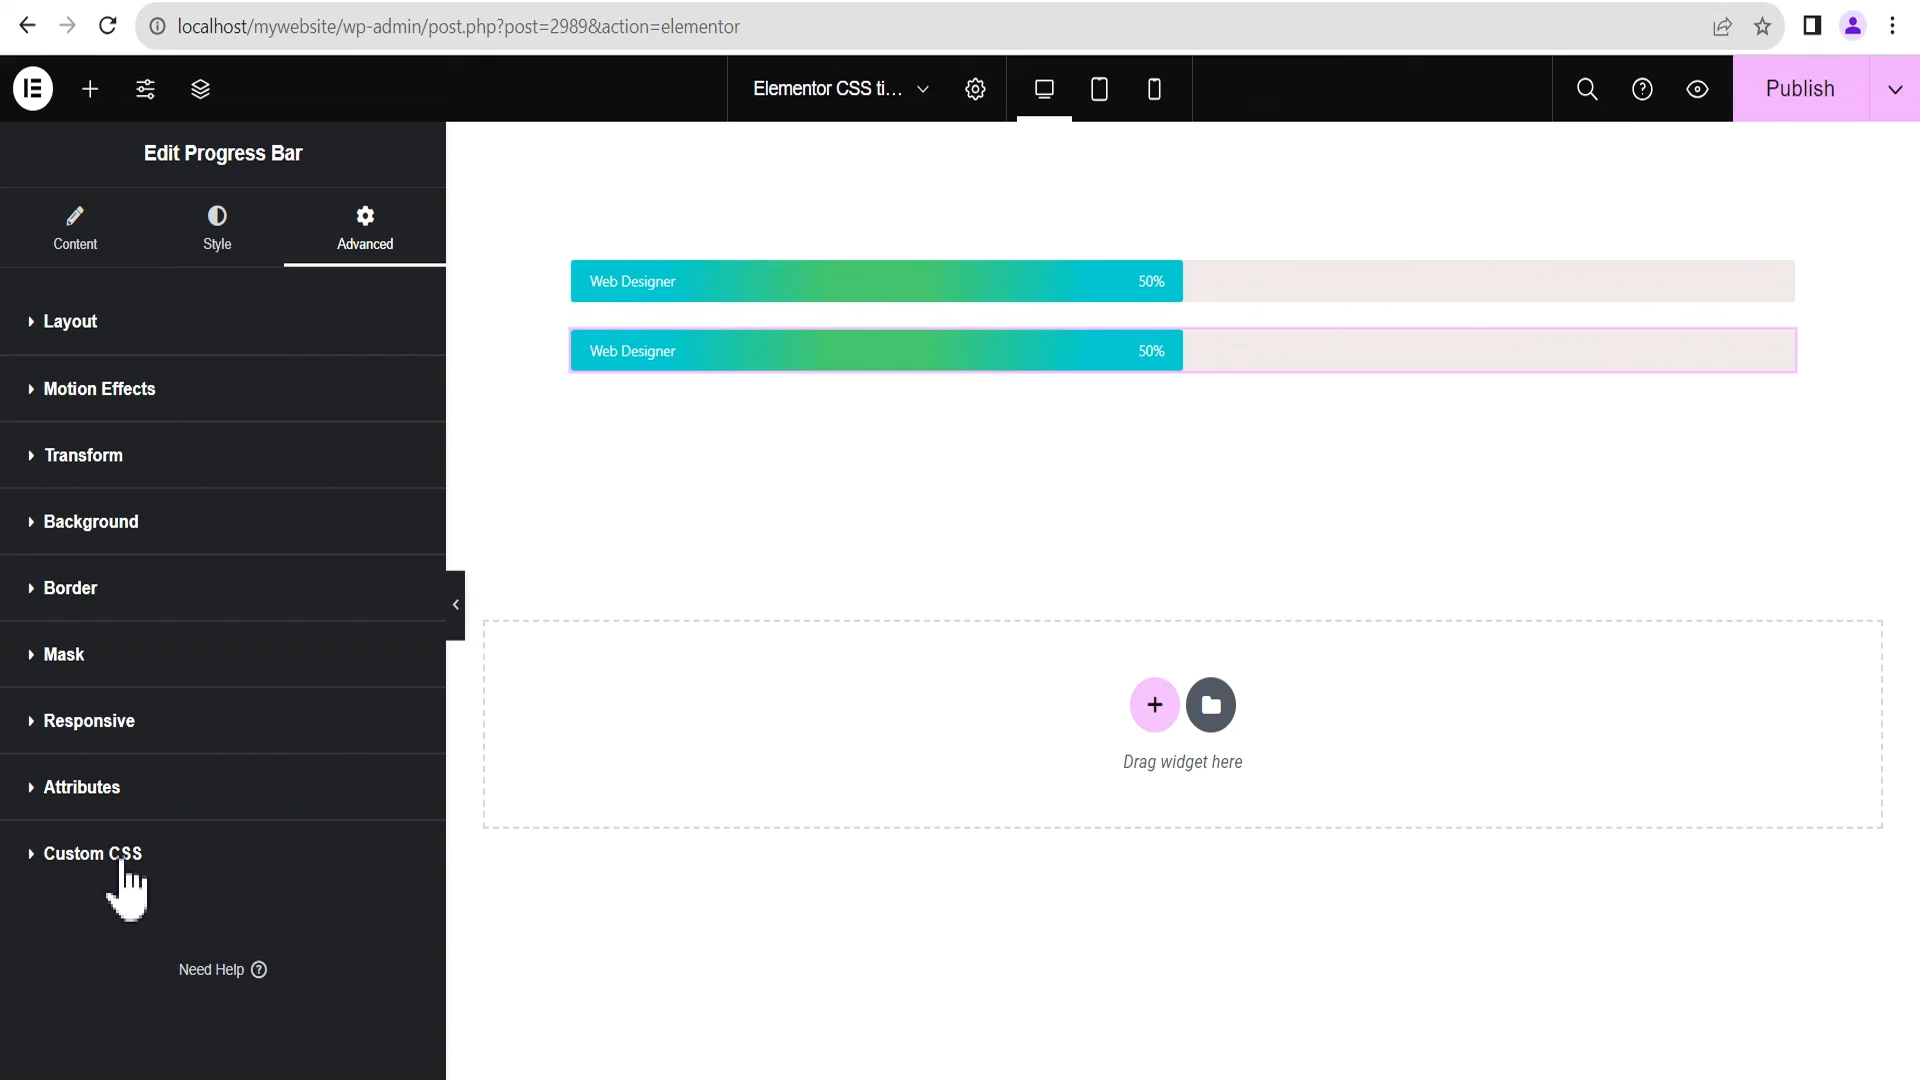 localhost/mywebsite/wp-admin/post.php?post=2989&action=elementor
Elementor CSS ti...
Publish
Edit Progress Bar
Content
Style
Advanced
Layout
Motion Effects
Transform
Background
Border
Mask
Responsive
Attributes
Custom CSS
Need Help
Web Designer 50%
Web Designer 50%
Drag widget here